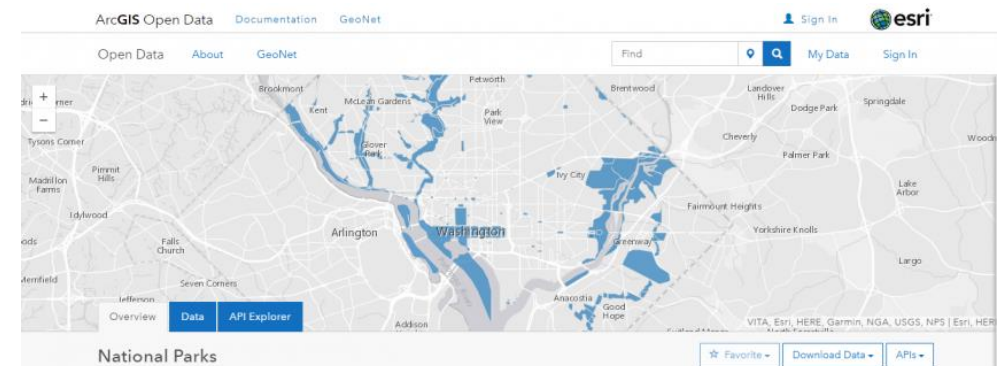 ArcGIS Open Data Documentation GeoNet Sign In esri
Open Data About GeoNet Find My Data Sign In
+
−
Brookmont
Kent
McLean Gardens
Petworth
Park
View
Brentwood
Landover
Hills
Dodge Park
Springdale
Tysons Corner
Glover
Park
Cheverly
Palmer Park
Pimmit
Hills
Madrillon
Farms
Ivy City
Lake
Arbor
Idylwood
Fairmount Heights
Arlington
Washington
Falls
Church
Greenway
Yorkshire Knolls
Largo
Merrifield
Seven Corners
Jefferson
Anacostia
Good
Hope
Addison
Overview Data API Explorer
VITA, Esri, HERE, Garmin, NGA, USGS, NPS | Esri, HER
National Parks Favorite Download Data APIs